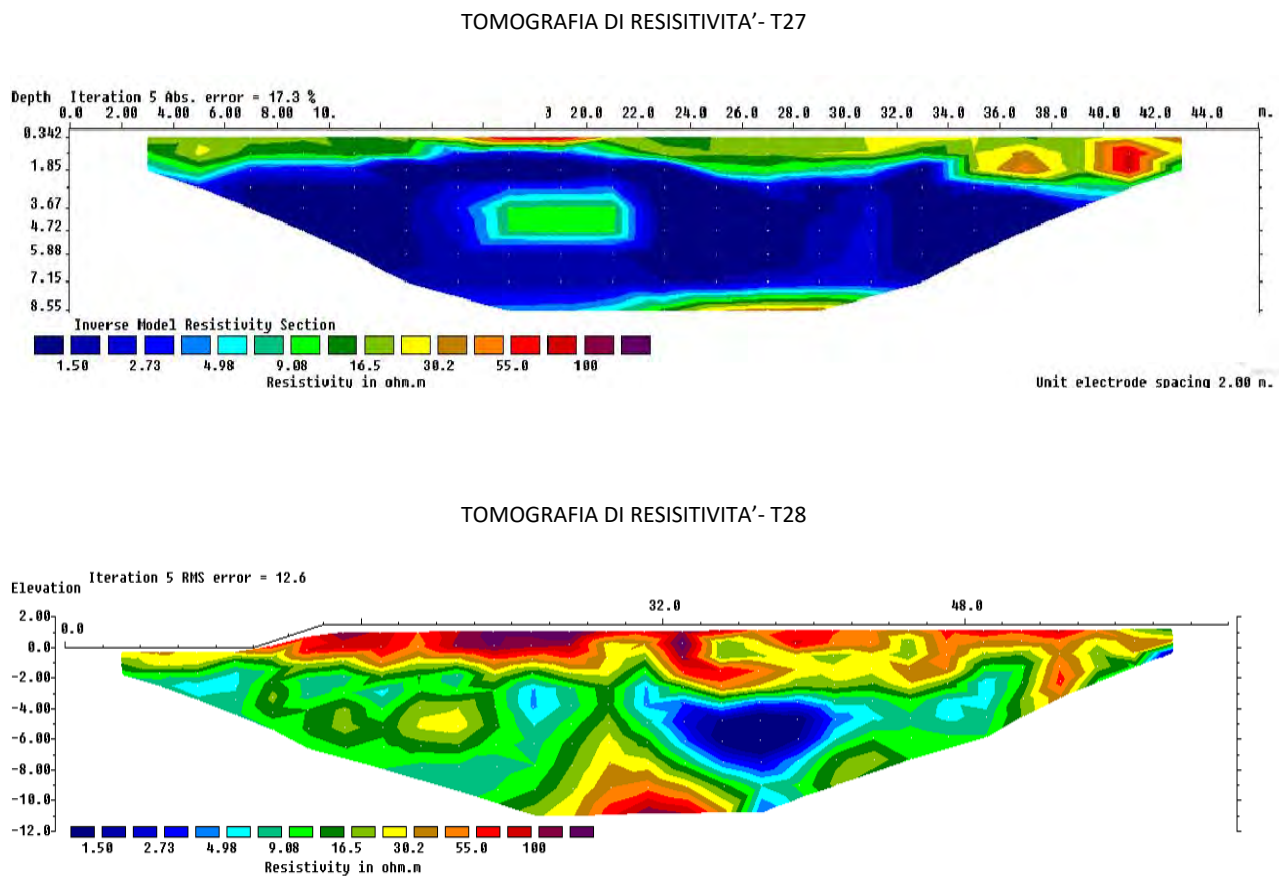 TOMOGRAFIA DI RESISITIVITA’- T27
Depth Iteration 5 Abs. error = 17.3 %
0.0 2.00 4.00 6.00 8.00 10. 20.0 22.0 24.0 26.0 28.0 30.0 32.0 34.0 36.0 38.0 40.0 42.0 44.0 m.
0.342
1.85
3.67
4.72
5.88
7.15
8.55
Inverse Model Resistivity Section
1.50 2.73 4.98 9.08 16.5 30.2 55.0 100
Resistivity in ohm.m
Unit electrode spacing 2.00 m.
TOMOGRAFIA DI RESISITIVITA’- T28
Elevation Iteration 5 RMS error = 12.6
2.00
0.0 32.0 48.0
0.0
-2.00
-4.00
-6.00
-8.00
-10.0
-12.0
1.50 2.73 4.98 9.08 16.5 30.2 55.0 100
Resistivity in ohm.m